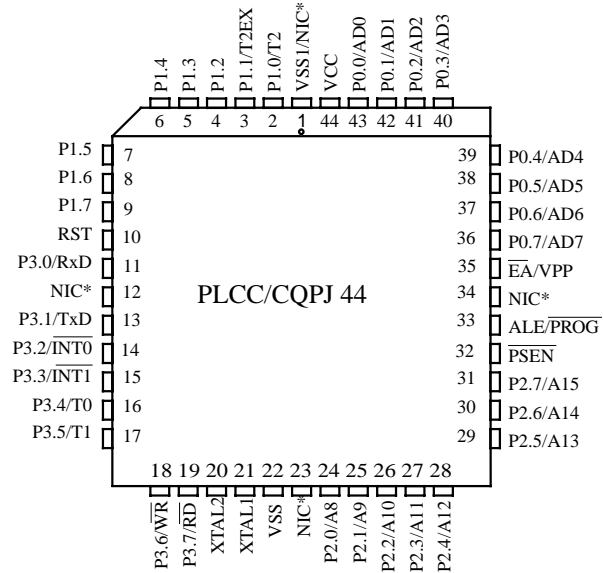 P1.4
P1.3
P1.2
P1.1/T2EX
P1.0/T2
VSS1/NIC*
VCC
P0.0/AD0
P0.1/AD1
P0.2/AD2
P0.3/AD3
6
5
4
3
2
1
44
43
42
41
40
P1.5
7
P1.6
8
P1.7
9
RST
10
P3.0/RxD
11
NIC*
12
P3.1/TxD
13
P3.2/INT0
14
P3.3/INT1
15
P3.4/T0
16
P3.5/T1
17
PLCC/CQPJ 44
39
P0.4/AD4
38
P0.5/AD5
37
P0.6/AD6
36
P0.7/AD7
35
EA/VPP
34
NIC*
33
ALE/PROG
32
PSEN
31
P2.7/A15
30
P2.6/A14
29
P2.5/A13
18
19
20
21
22
23
24
25
26
27
28
P3.6/WR
P3.7/RD
XTAL2
XTAL1
VSS
NIC*
P2.0/A8
P2.1/A9
P2.2/A10
P2.3/A11
P2.4/A12